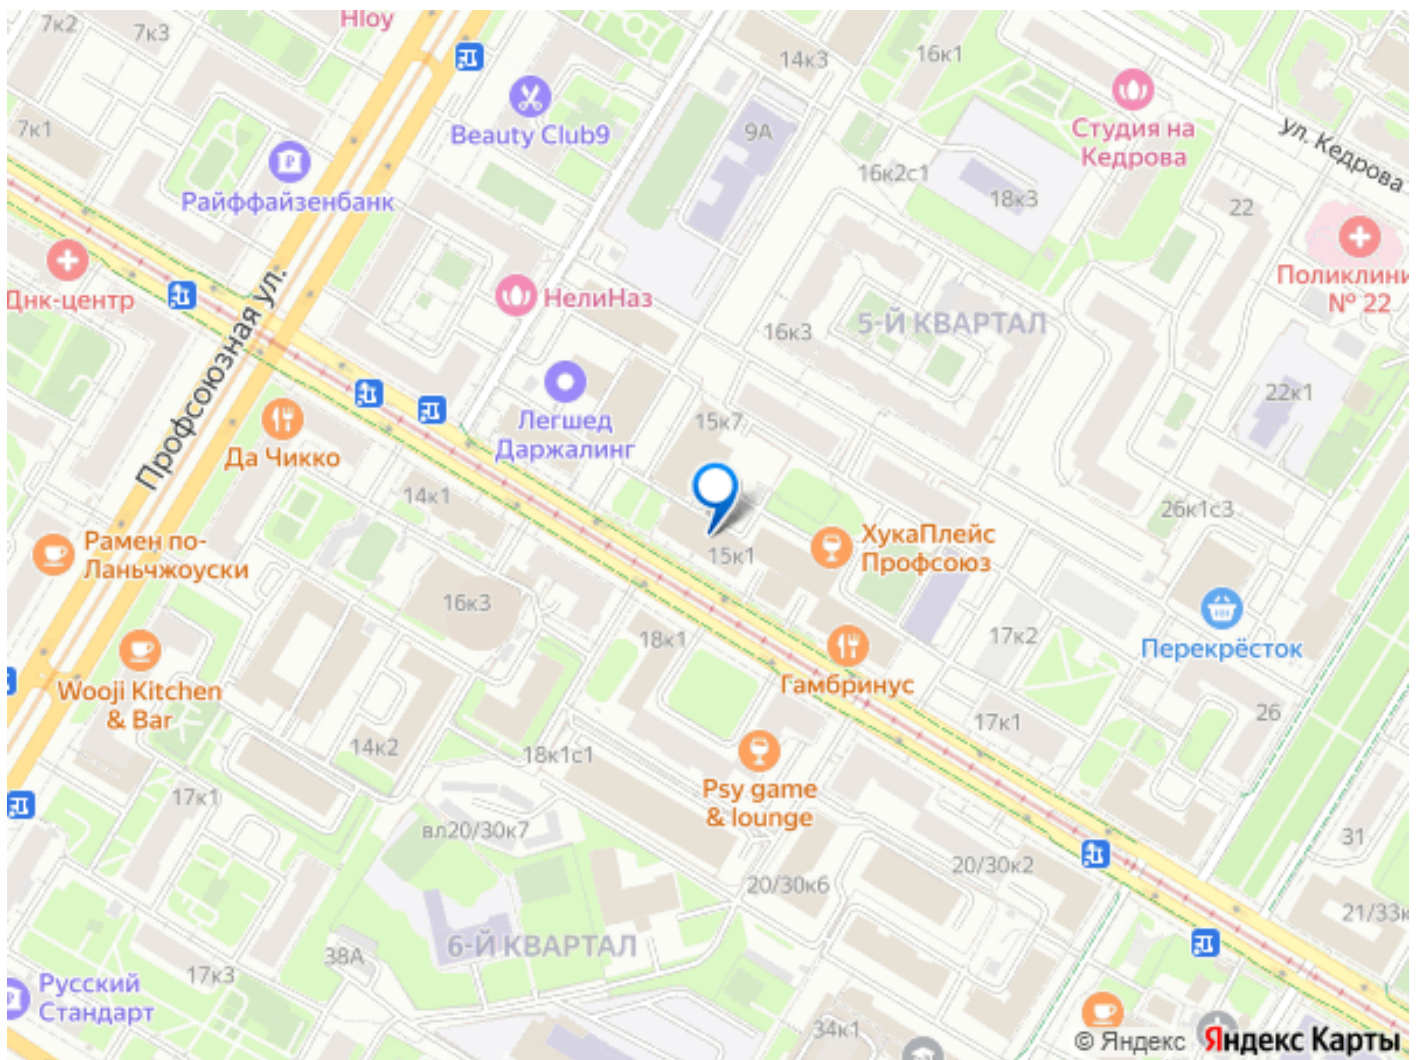 Hloy
7к2
7к3
14к3
16к1
Beauty Club9
9А
Студия на
Кедрова
ул. Кедрова
7к1
Райффайзенбанк
16к2с1
18к3
22
Днк-центр
Поликлини
№ 22
НелиНаз
16к3
5-Й КВАРТАЛ
Профсоюзная ул.
22к1
Легшед
Даржалинг
15к7
Да Чикко
14к1
26к1с3
Рамен по-
Ланьчжоуски
15к1
ХукаПлейс
Профсоюз
16к3
18к1
17к2
Перекрёсток
Wooji Kitchen
& Bar
Гамбринус
26
17к1
14к2
18к1с1
Psy game
& lounge
17к1
вл20/30к7
31
20/30к2
20/30к6
21/33к
6-Й КВАРТАЛ
38А
17к3
Русский
Стандарт
34к1
© Яндекс Яндекс Карты